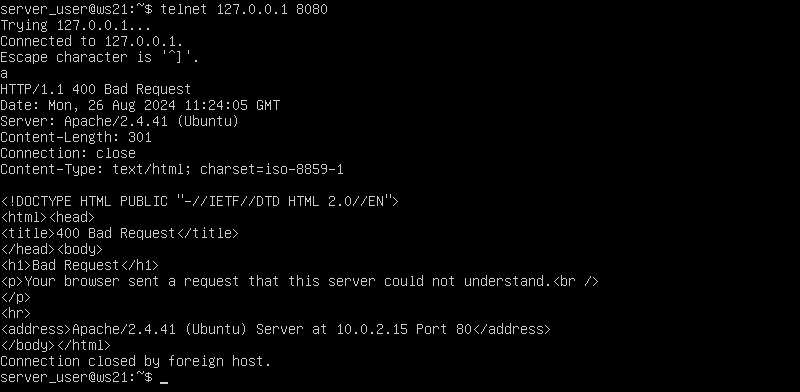 server_user@ws21:~$ telnet 127.0.0.1 8080
Trying 127.0.0.1...
Connected to 127.0.0.1.
Escape character is '^]'.
a
HTTP/1.1 400 Bad Request
Date: Mon, 26 Aug 2024 11:24:05 GMT
Server: Apache/2.4.41 (Ubuntu)
Content-Length: 301
Connection: close
Content-Type: text/html; charset=iso-8859-1

<!DOCTYPE HTML PUBLIC "-//IETF//DTD HTML 2.0//EN">
<html><head>
<title>400 Bad Request</title>
</head><body>
<h1>Bad Request</h1>
<p>Your browser sent a request that this server could not understand.<br />
</p>
<hr>
<address>Apache/2.4.41 (Ubuntu) Server at 10.0.2.15 Port 80</address>
</body></html>
Connection closed by foreign host.
server_user@ws21:~$ _